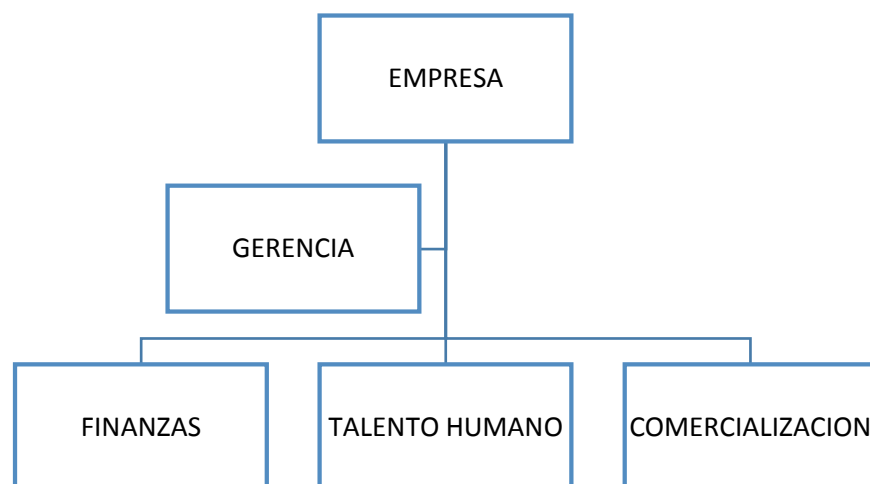 EMPRESA
GERENCIA
FINANZAS
TALENTO HUMANO
COMERCIALIZACION